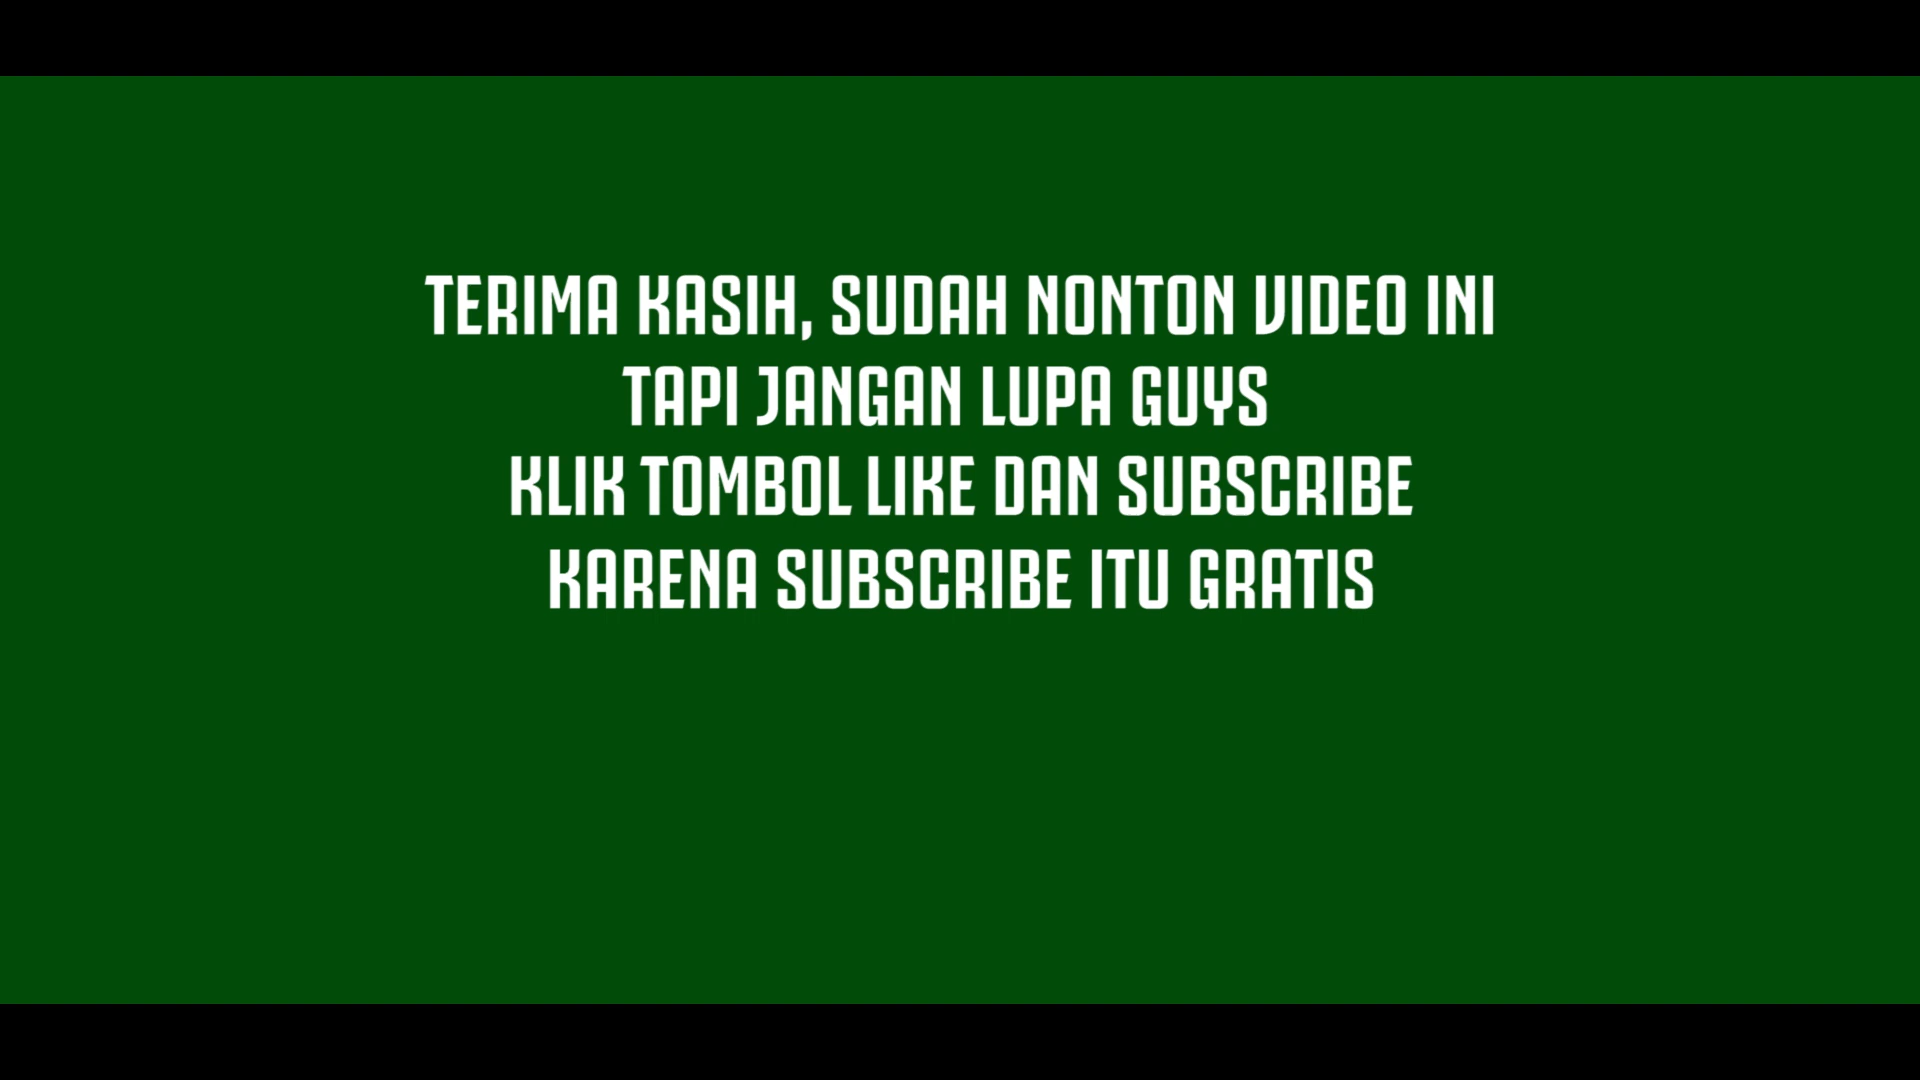 TERIMA KASIH, SUDAH NONTON VIDEO INI
TAPI JANGAN LUPA GUYS
KLIK TOMBOL LIKE DAN SUBSCRIBE
KARENA SUBSCRIBE ITU GRATIS